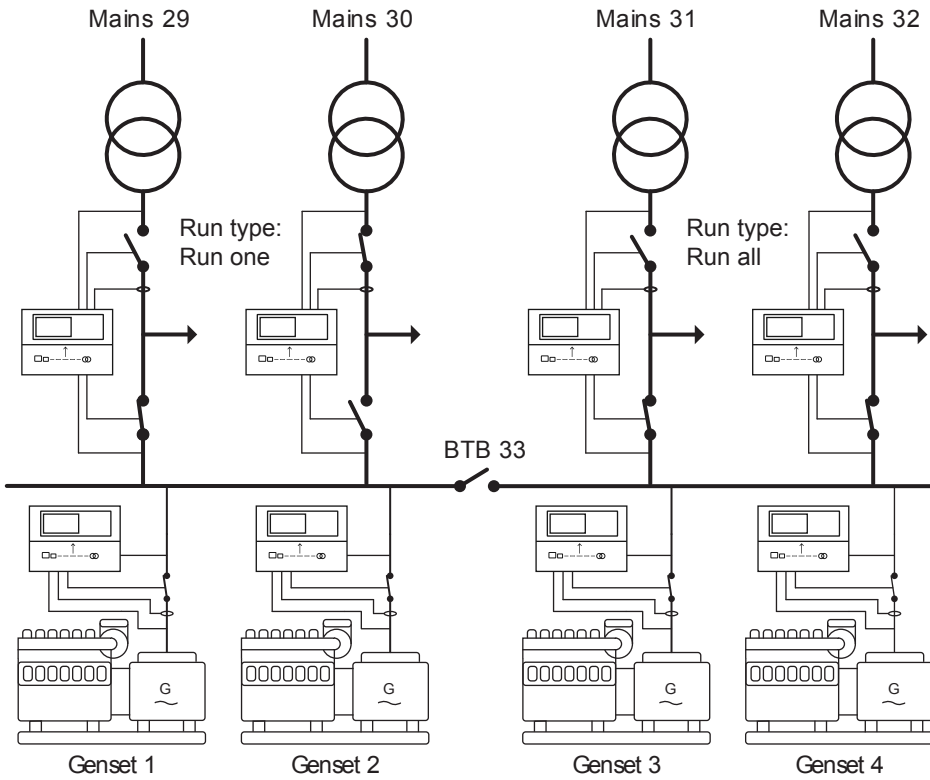 Mains 29
Mains 30
Mains 31
Mains 32
Run type:
Run one
Run type:
Run all
BTB 33
G
G
G
G
Genset 1
Genset 2
Genset 3
Genset 4